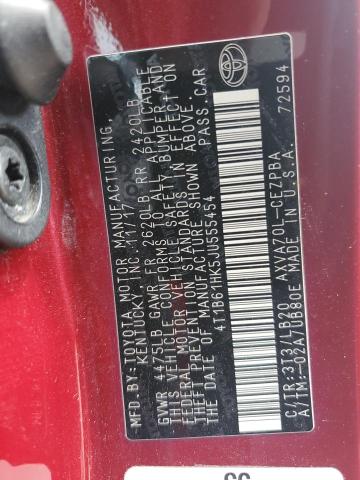 MFD.BY:TOYOTA MOTOR MANUFACTURING,
KENTUCKY, INC. 11/17
GVWR 4475LB GAWR FR 2620LB RR 2420LB
THIS VEHICLE CONFORMS TO ALL APPLICABLE
FEDERAL MOTOR VEHICLE SAFETY, BUMPER, AND
THEFT PREVENTION STANDARDS IN EFFECT ON
THE DATE OF MANUFACTURE SHOWN ABOVE.
4T1B61HK5JU555454 PASS.CAR
C/TR:3T3/LB20 AXVA70L-CEZPBA
A/TM:-02A/UB80E MADE IN U.S.A.
72594
TOYOTA